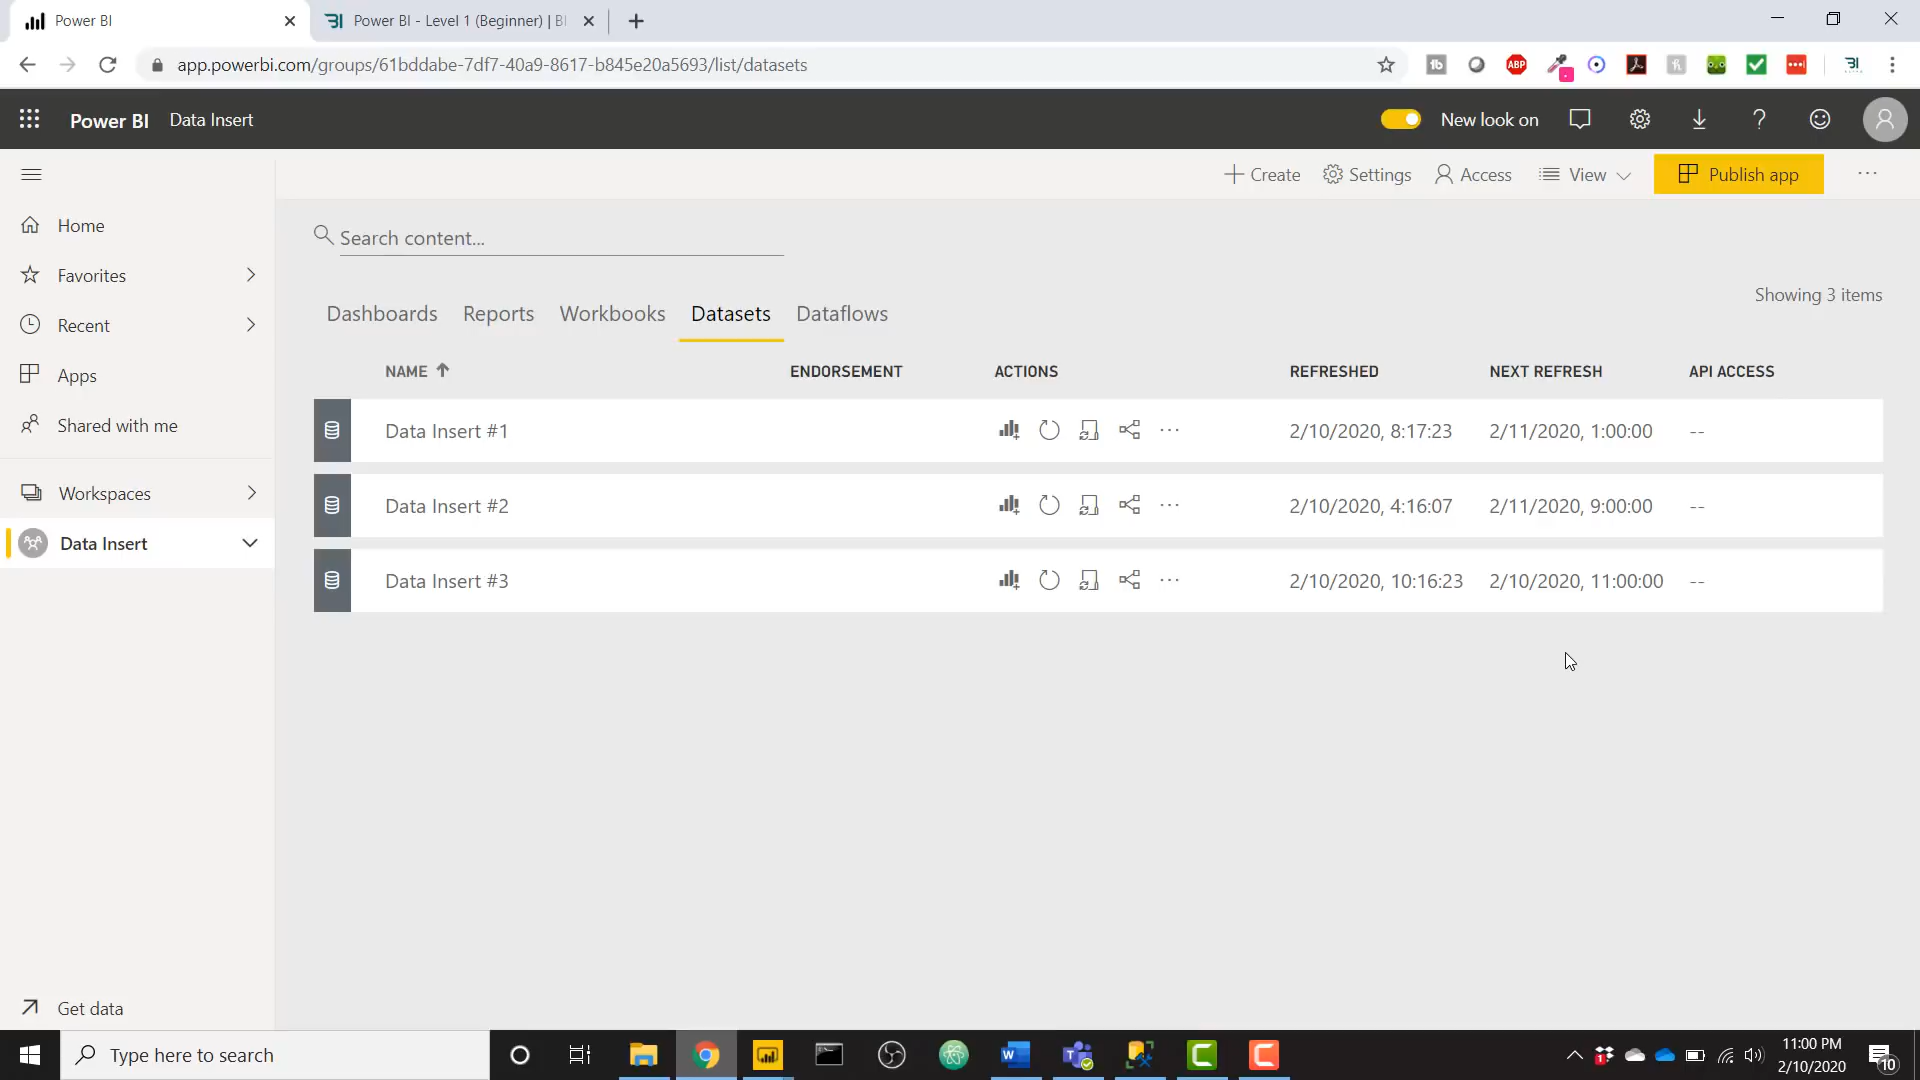 Power BI
Power BI - Level 1 (Beginner) | BI
app.powerbi.com/groups/61bddabe-7df7-40a9-8617-b845e20a5693/list/datasets
Power BI Data Insert
New look on
Create Settings Access View Publish app
Home
Favorites
Recent
Apps
Shared with me
Workspaces
Data Insert
Get data
Search content...
Dashboards Reports Workbooks Datasets Dataflows
Showing 3 items
NAME ENDORSEMENT ACTIONS REFRESHED NEXT REFRESH API ACCESS
Data Insert #1 2/10/2020, 8:17:23 2/11/2020, 1:00:00 --
Data Insert #2 2/10/2020, 4:16:07 2/11/2020, 9:00:00 --
Data Insert #3 2/10/2020, 10:16:23 2/10/2020, 11:00:00 --
Type here to search
11:00 PM
2/10/2020
10